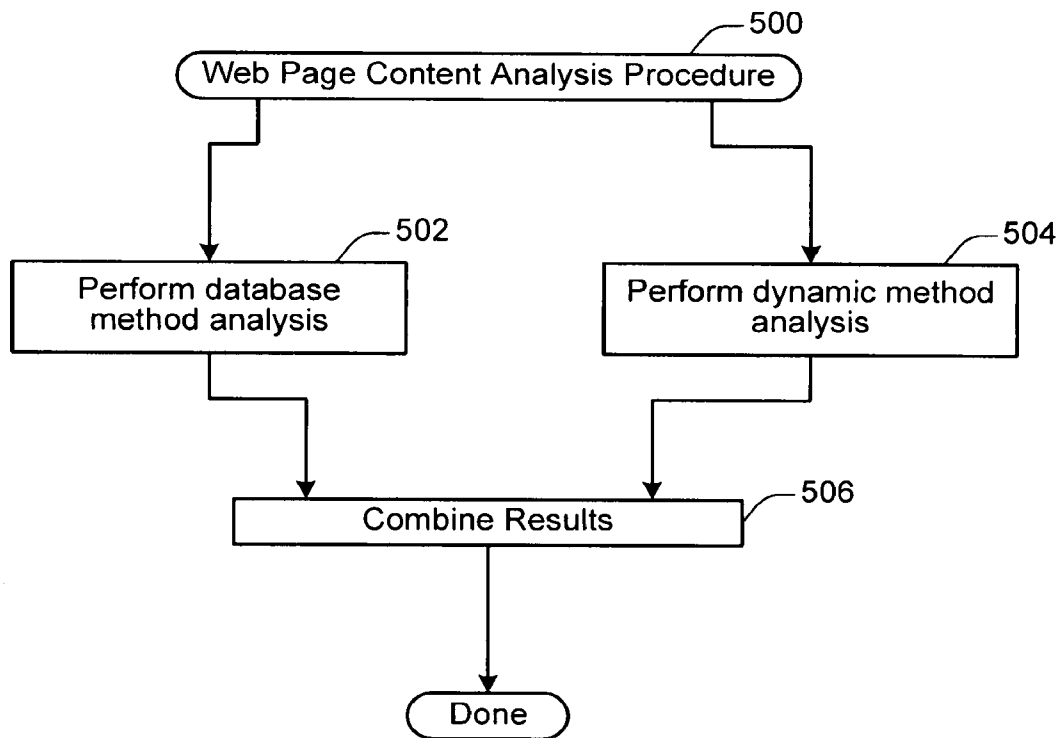 500
Web Page Content Analysis Procedure
502
504
Perform database
method analysis
Perform dynamic method
analysis
506
Combine Results
Done